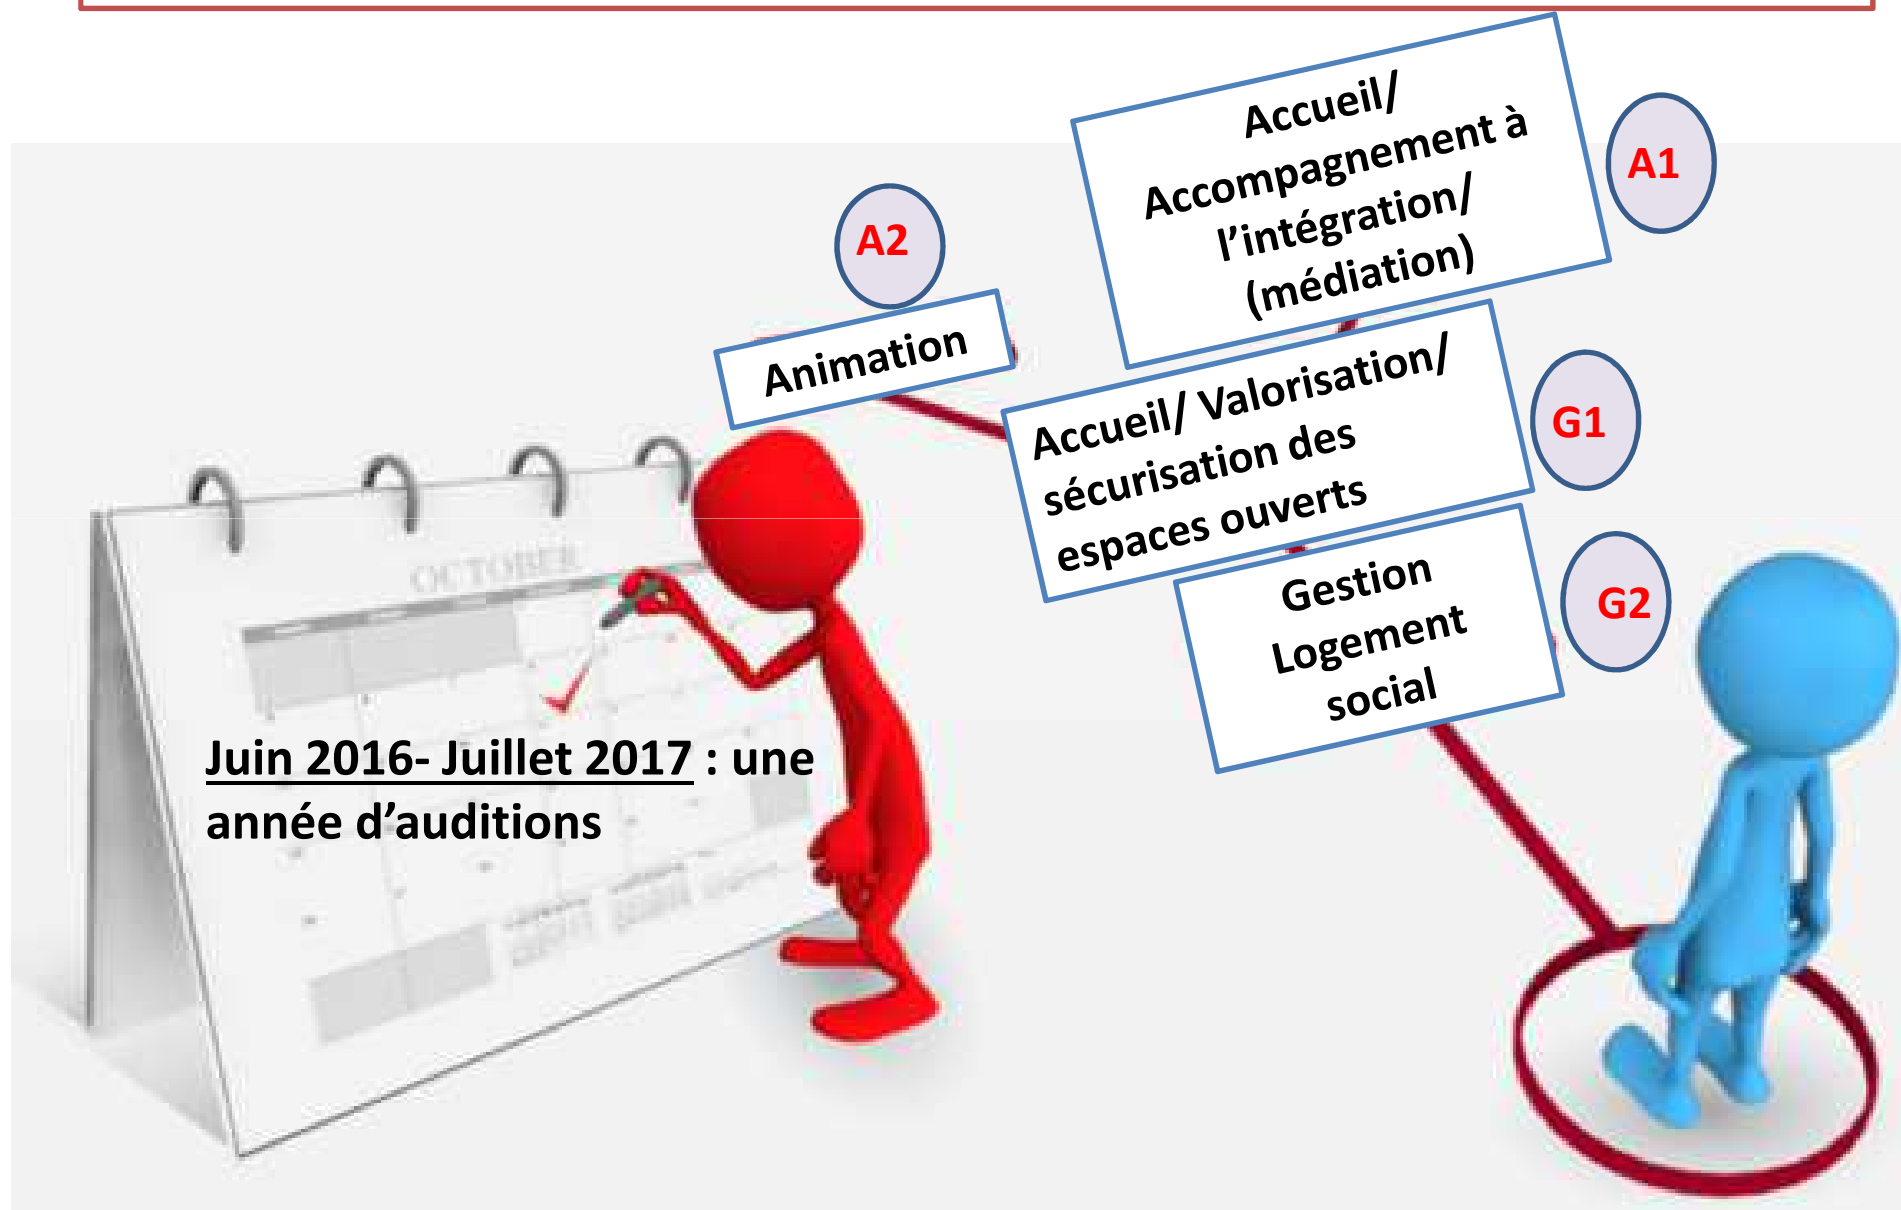 Accueil/
Accompagnement à
l’intégration/
(médiation)
A1
A2
Animation
Accueil/ Valorisation/
sécurisation des
espaces ouverts
G1
Gestion
Logement
social
G2
OCTOBER
Juin 2016- Juillet 2017 : une
année d’auditions